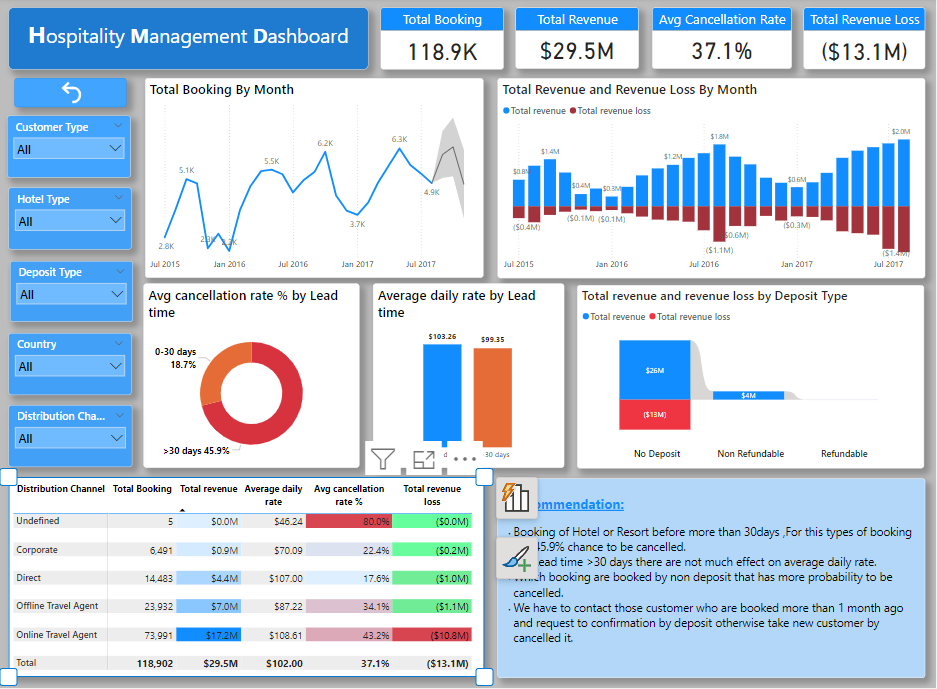 Hospitality Management Dashboard
Total Booking
118.9K
Total Revenue
$29.5M
Avg Cancellation Rate
37.1%
Total Revenue Loss
($13.1M)
Customer Type
All
Hotel Type
All
Deposit Type
All
Country
All
Distribution Cha...
All
Total Booking By Month
5.1K
5.5K
6.2K
6.3K
4.9K
3.7K
2.8K
Jul 2015 Jan 2016 Jul 2016 Jan 2017 Jul 2017
Total Revenue and Revenue Loss By Month
Total revenue Total revenue loss
$1.8M
$2.0M
$1.4M
$1.2M
$0.4M $0.3M
$0.6M
($0.4M)
($0.1M) ($0.1M)
($0.3M)
$0.6M)
($1.1M)
($1.4M)
Jul 2015 Jan 2016 Jul 2016 Jan 2017 Jul 2017
Avg cancellation rate % by Lead
time
0-30 days
18.7%
>30 days 45.9%
Average daily rate by Lead
time
$103.26
$99.35
30 days
Total revenue and revenue loss by Deposit Type
Total revenue Total revenue loss
$26M
$4M
($13M)
No Deposit Non Refundable Refundable
Distribution Channel Total Booking Total revenue Average daily rate Avg cancellation rate % Total revenue loss
Undefined 5 $0.0M $46.24 80.0% ($0.0M)
Corporate 6,491 $0.9M $70.09 22.4% ($0.2M)
Direct 14,483 $4.4M $107.00 17.6% ($1.0M)
Offline Travel Agent 23,932 $7.0M $87.22 34.1% ($1.1M)
Online Travel Agent 73,991 $17.2M $108.61 43.2% ($10.8M)
Total 118,902 $29.5M $102.00 37.1% ($13.1M)
ommendation:
. Booking of Hotel or Resort before more than 30days ,For this types of booking
45.9% chance to be cancelled.
ead time >30 days there are not much effect on average daily rate.
. Which booking are booked by non deposit that has more probability to be
cancelled.
. We have to contact those customer who are booked more than 1 month ago
and request to confirmation by deposit otherwise take new customer by
cancelled it.